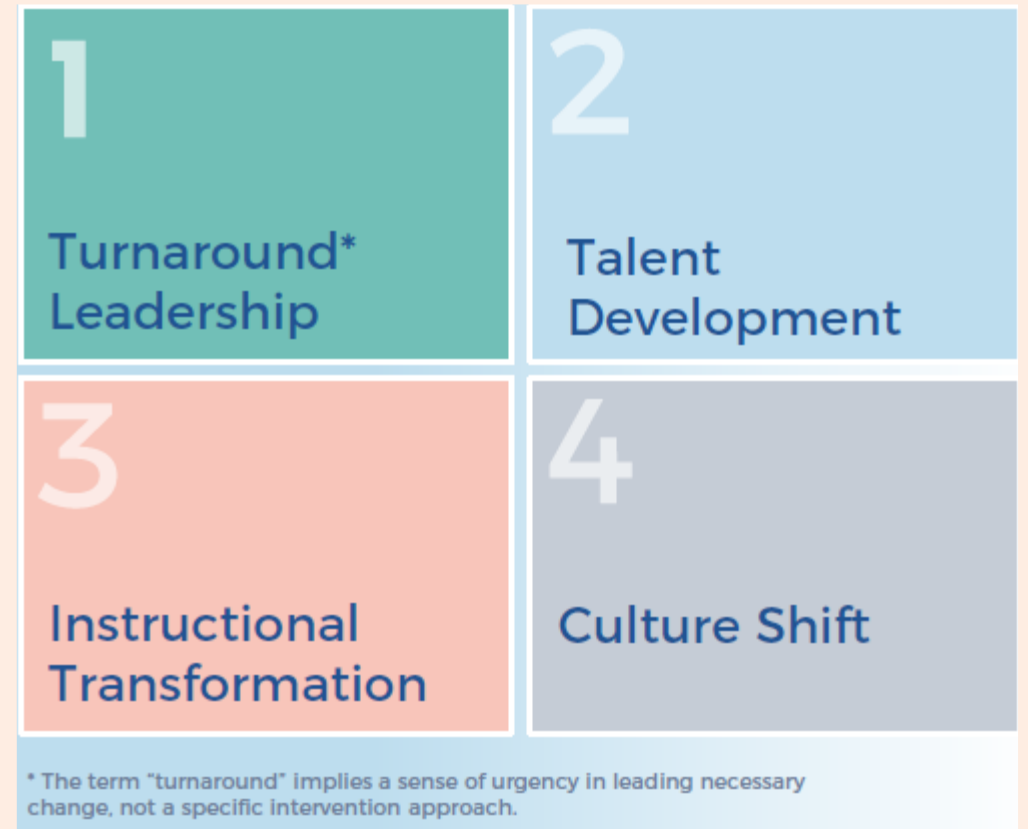 1
Turnaround*
Leadership
2
Talent
Development
3
Instructional
Transformation
4
Culture Shift
* The term “turnaround” implies a sense of urgency in leading necessary
change, not a specific intervention approach.